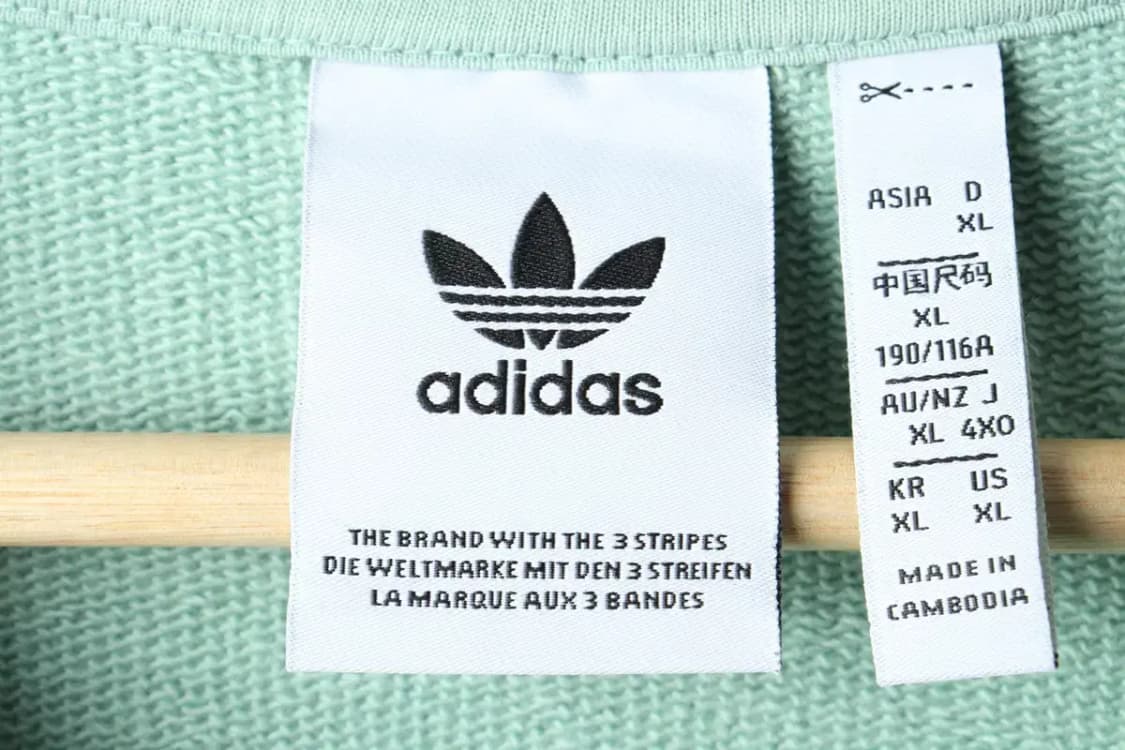 adidas
THE BRAND WITH THE 3 STRIPES
DIE WELTMARKE MIT DEN 3 STREIFEN
LA MARQUE AUX 3 BANDES
ASIA D
XL
中国尺码
XL
190/116A
AU/NZ J
XL 4XO
KR US
XL XL
MADE IN
CAMBODIA